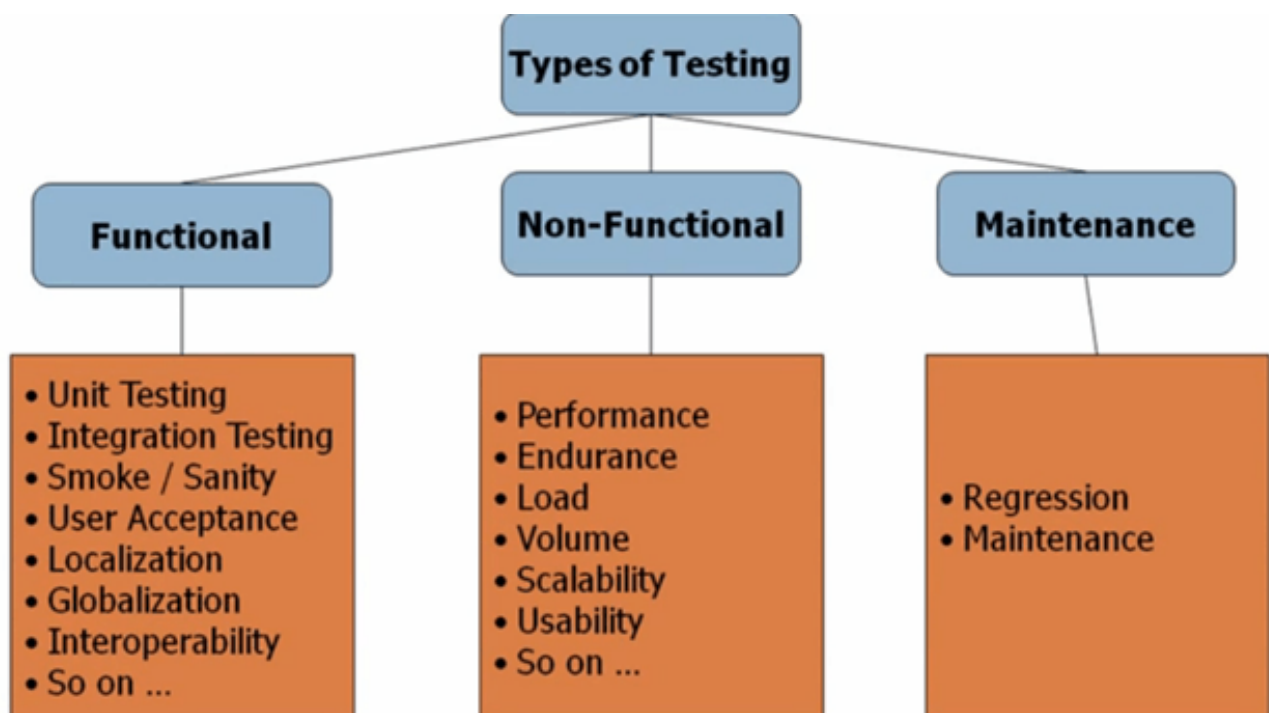 Types of Testing
Functional
Non-Functional
Maintenance
• Unit Testing
• Integration Testing
• Smoke / Sanity
• User Acceptance
• Localization
• Globalization
• Interoperability
• So on ...
• Performance
• Endurance
• Load
• Volume
• Scalability
• Usability
• So on ...
• Regression
• Maintenance